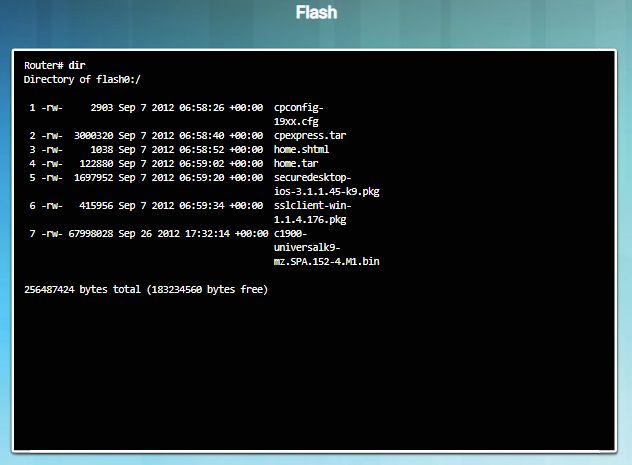 Flash
Router# dir
Directory of flash0:/
1 -rw- 2903 Sep 7 2012 06:58:26 +00:00 cpconfig-
19xx.cfg
2 -rw- 3000320 Sep 7 2012 06:58:40 +00:00 cpexpress.tar
3 -rw- 1038 Sep 7 2012 06:58:52 +00:00 home.shtml
4 -rw- 122880 Sep 7 2012 06:59:02 +00:00 home.tar
5 -rw- 1697952 Sep 7 2012 06:59:20 +00:00 securedesktop-
ios-3.1.1.45-k9.pkg
6 -rw- 415956 Sep 7 2012 06:59:34 +00:00 sslclient-win-
1.1.4.176.pkg
7 -rw- 67998028 Sep 26 2012 17:32:14 +00:00 c1900-
universalk9-
mz.SPA.152-4.M1.bin
256487424 bytes total (183234560 bytes free)